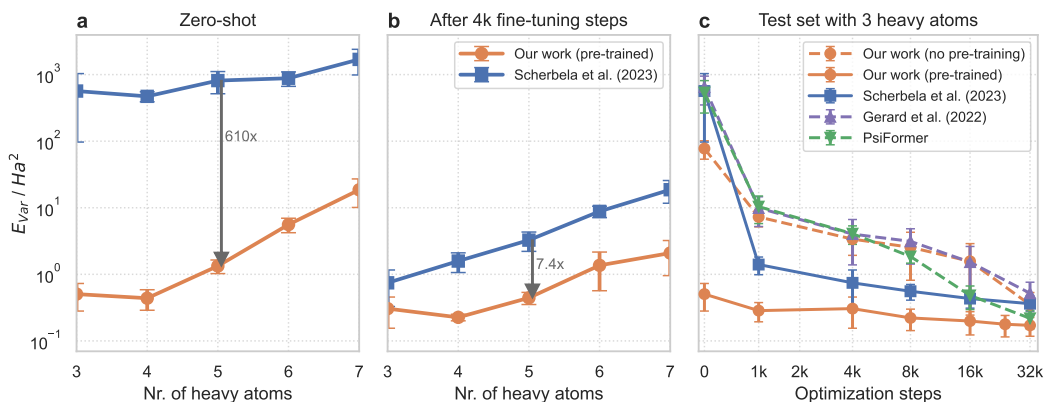 a
Zero-shot
b
After 4k fine-tuning steps
c
Test set with 3 heavy atoms
E_Var / Ha²
10³
10²
10¹
10⁰
10⁻¹
610x
3 4 5 6 7
Nr. of heavy atoms
Our work (pre-trained)
Scherbela et al. (2023)
7.4x
3 4 5 6 7
Nr. of heavy atoms
Our work (no pre-training)
Our work (pre-trained)
Scherbela et al. (2023)
Gerard et al. (2022)
PsiFormer
0 1k 2k 4k 8k 16k 32k
Optimization steps